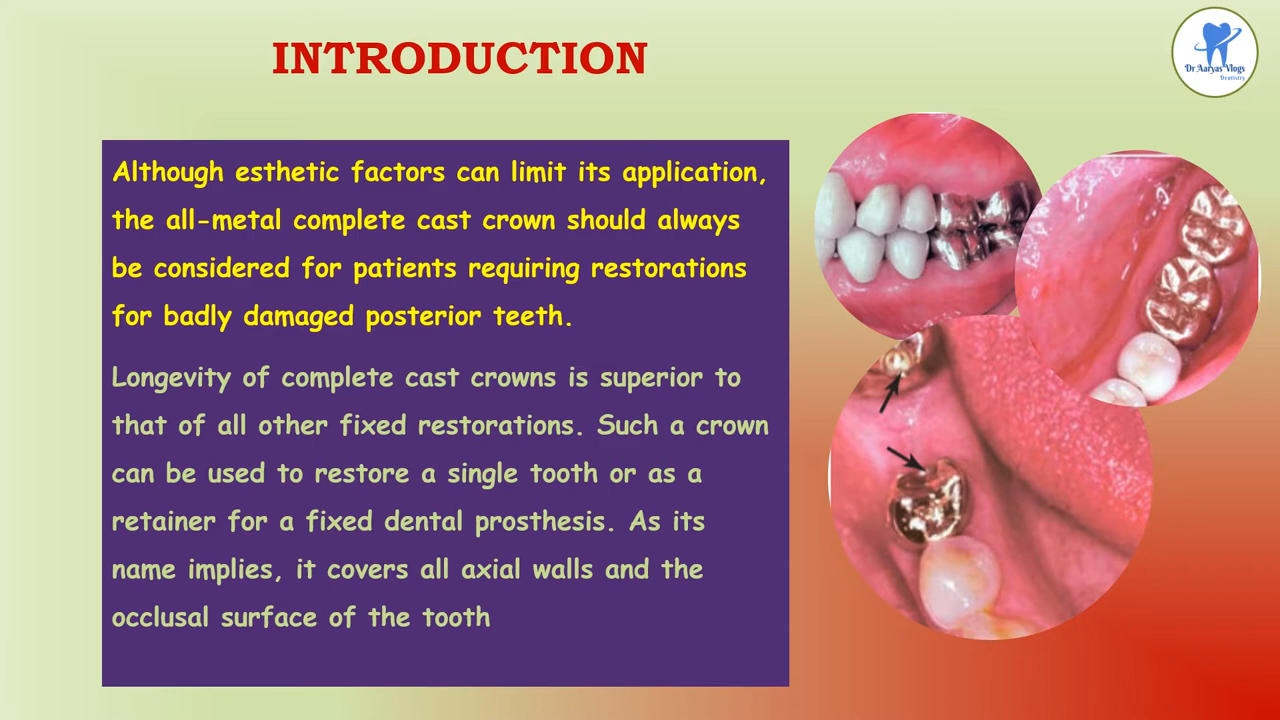 INTRODUCTION
Dr Aaryas Vlogs
Dentistry
Although esthetic factors can limit its application,
the all-metal complete cast crown should always
be considered for patients requiring restorations
for badly damaged posterior teeth.
Longevity of complete cast crowns is superior to
that of all other fixed restorations. Such a crown
can be used to restore a single tooth or as a
retainer for a fixed dental prosthesis. As its
name implies, it covers all axial walls and the
occlusal surface of the tooth